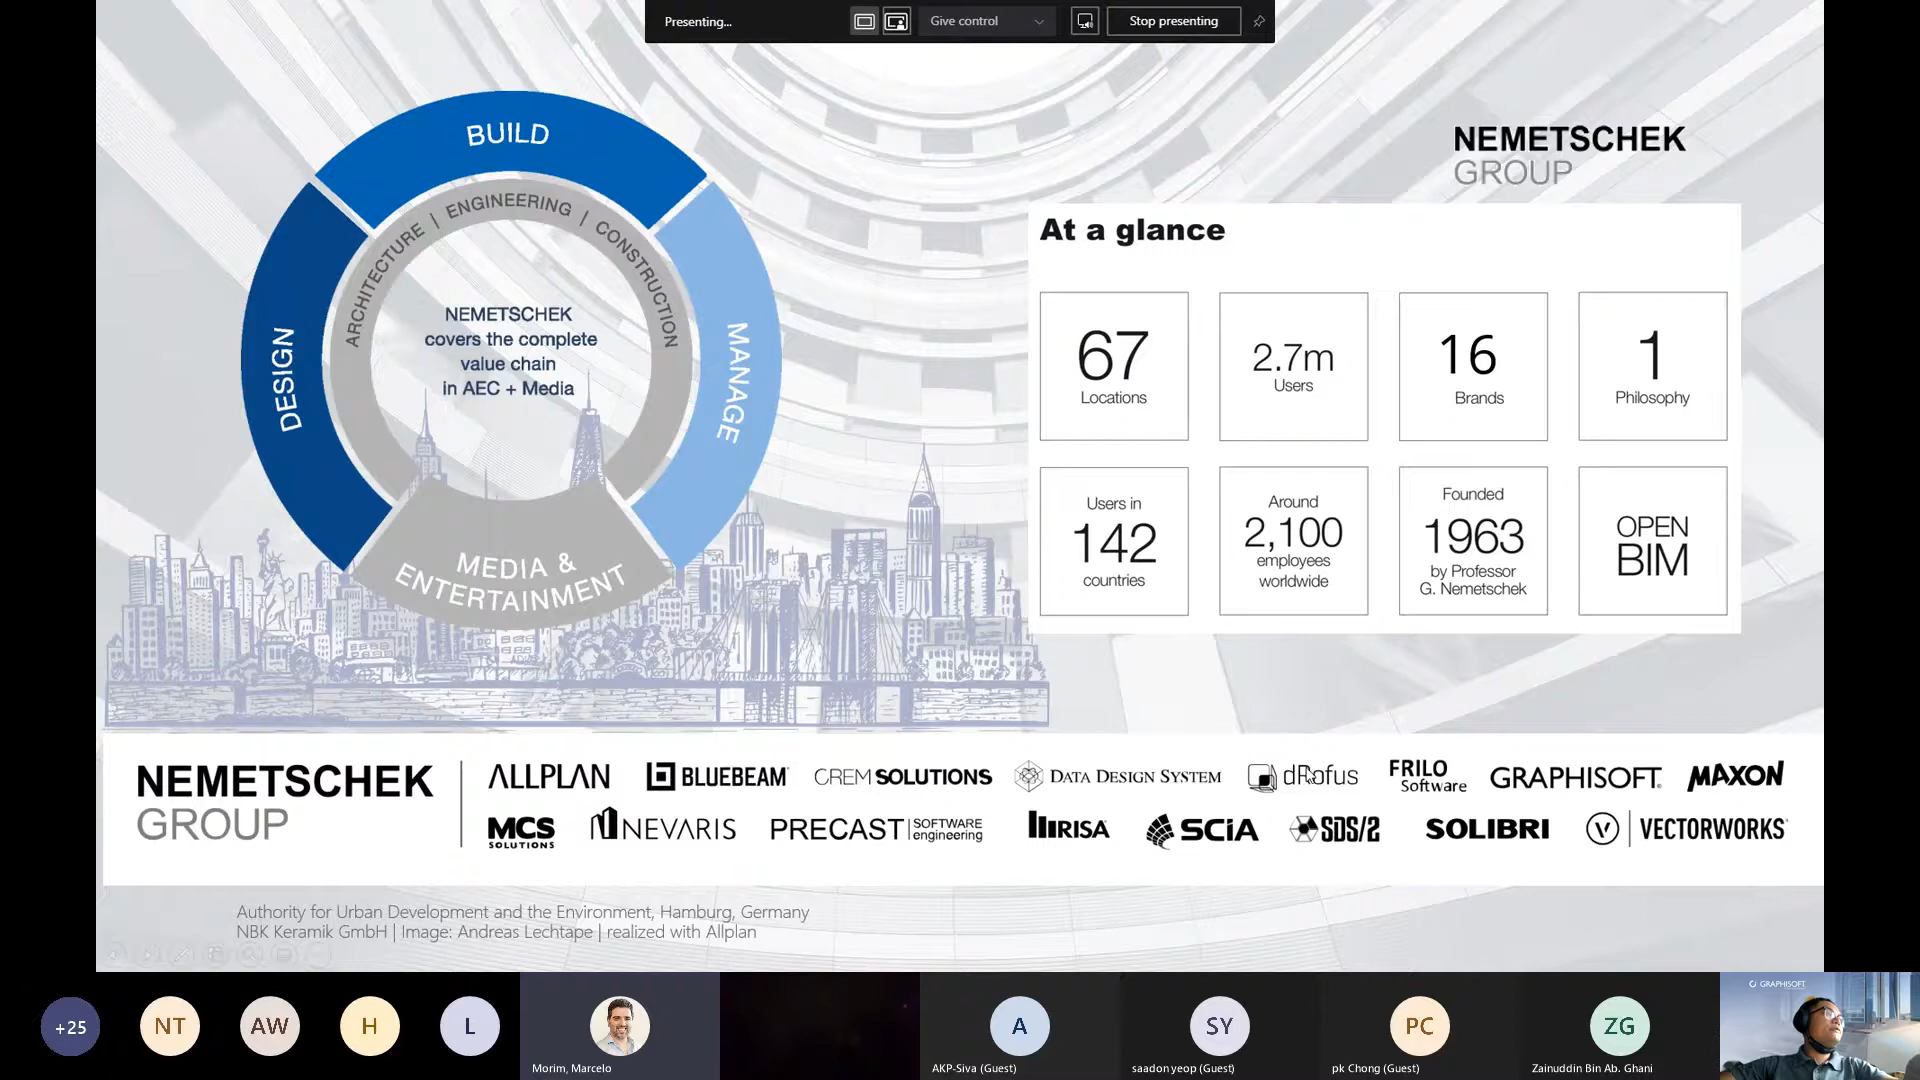 Presenting...
Give control
Stop presenting
BUILD
DESIGN
MANAGE
ARCHITECTURE | ENGINEERING | CONSTRUCTION
NEMETSCHEK
covers the complete
value chain
in AEC + Media
MEDIA &
ENTERTAINMENT
NEMETSCHEK
GROUP
At a glance
67
Locations
2.7m
Users
16
Brands
1
Philosophy
Users in
142
countries
Around
2,100
employees
worldwide
Founded
1963
by Professor
G. Nemetschek
OPEN
BIM
NEMETSCHEK
GROUP
ALLPLAN
BLUEBEAM
CREM SOLUTIONS
DATA DESIGN SYSTEM
dRofus
FRILO
Software
GRAPHISOFT
MAXON
MCS
SOLUTIONS
NEVARIS
PRECAST | SOFTWARE
engineering
RISA
SCIA
SDS/2
SOLIBRI
V | VECTORWORKS
Authority for Urban Development and the Environment, Hamburg, Germany
NBK Keramik GmbH | Image: Andreas Lechtape | realized with Allplan
+25
NT
AW
H
L
Morim, Marcelo
A
AKP-Siva (Guest)
SY
saadon yeop (Guest)
PC
pk Chong (Guest)
ZG
Zainuddin Bin Ab. Ghani
GRAPHISOFT